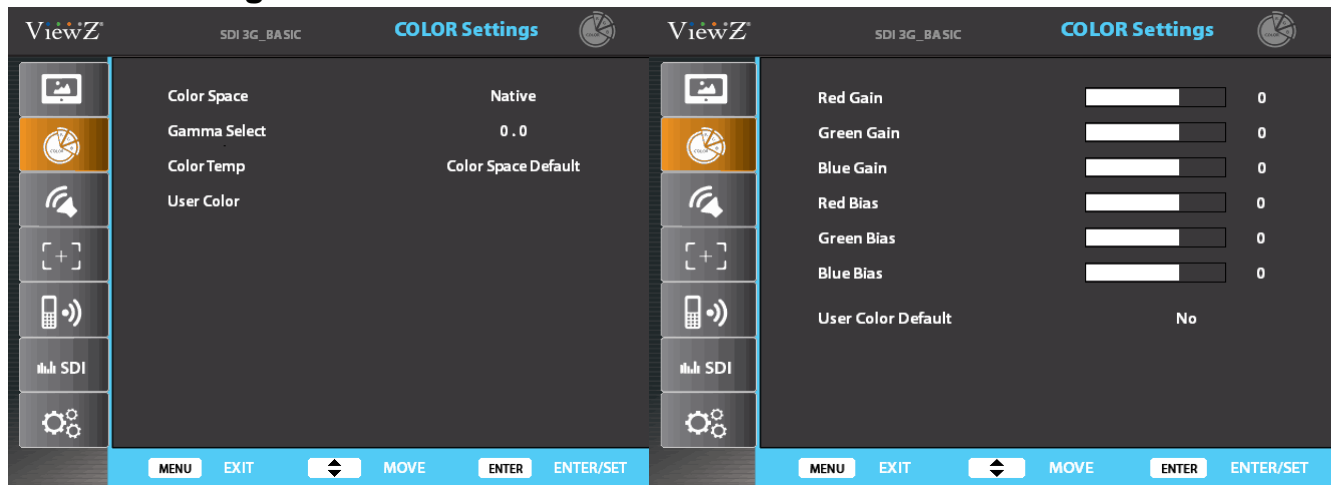 ViewZ SDI 3G_BASIC COLOR Settings
Color Space Native
Gamma Select 0 . 0
Color Temp Color Space Default
User Color
SDI
MENU EXIT MOVE ENTER ENTER/SET
ViewZ SDI 3G_BASIC COLOR Settings
Red Gain 0
Green Gain 0
Blue Gain 0
Red Bias 0
Green Bias 0
Blue Bias 0
User Color Default No
SDI
MENU EXIT MOVE ENTER ENTER/SET